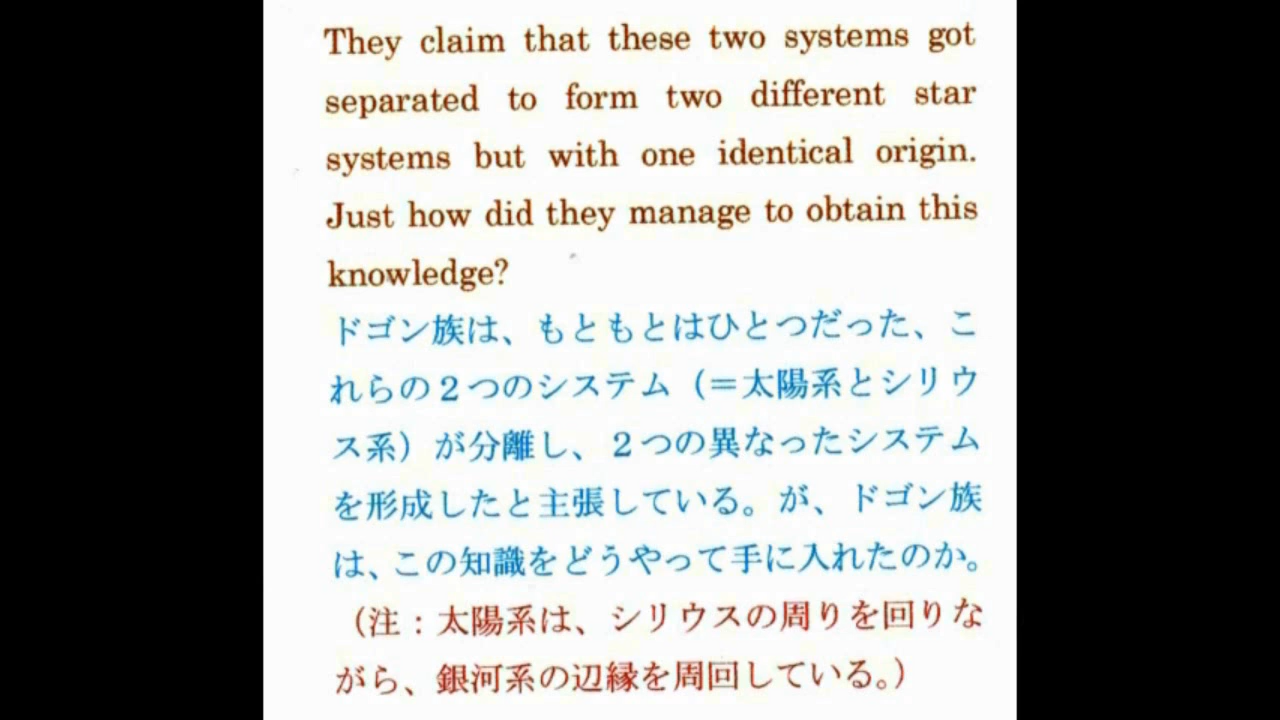 They claim that these two systems got
separated to form two different star
systems but with one identical origin.
Just how did they manage to obtain this
knowledge?
ドゴン族は、もともとはひとつだった、こ
れらの２つのシステム（＝太陽系とシリウ
ス系）が分離し、２つの異なったシステム
を形成したと主張している。が、ドゴン族
は、この知識をどうやって手に入れたのか。
（注：太陽系は、シリウスの周りを回りな
がら、銀河系の辺縁を周回している。）